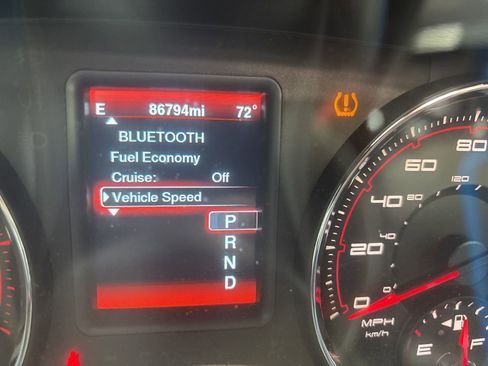 E 86794mi 72°
BLUETOOTH
Fuel Economy
Cruise: Off
Vehicle Speed
P
R
N
D
80
120
60
80
40
20
40
0
0
MPH
km/h
E F